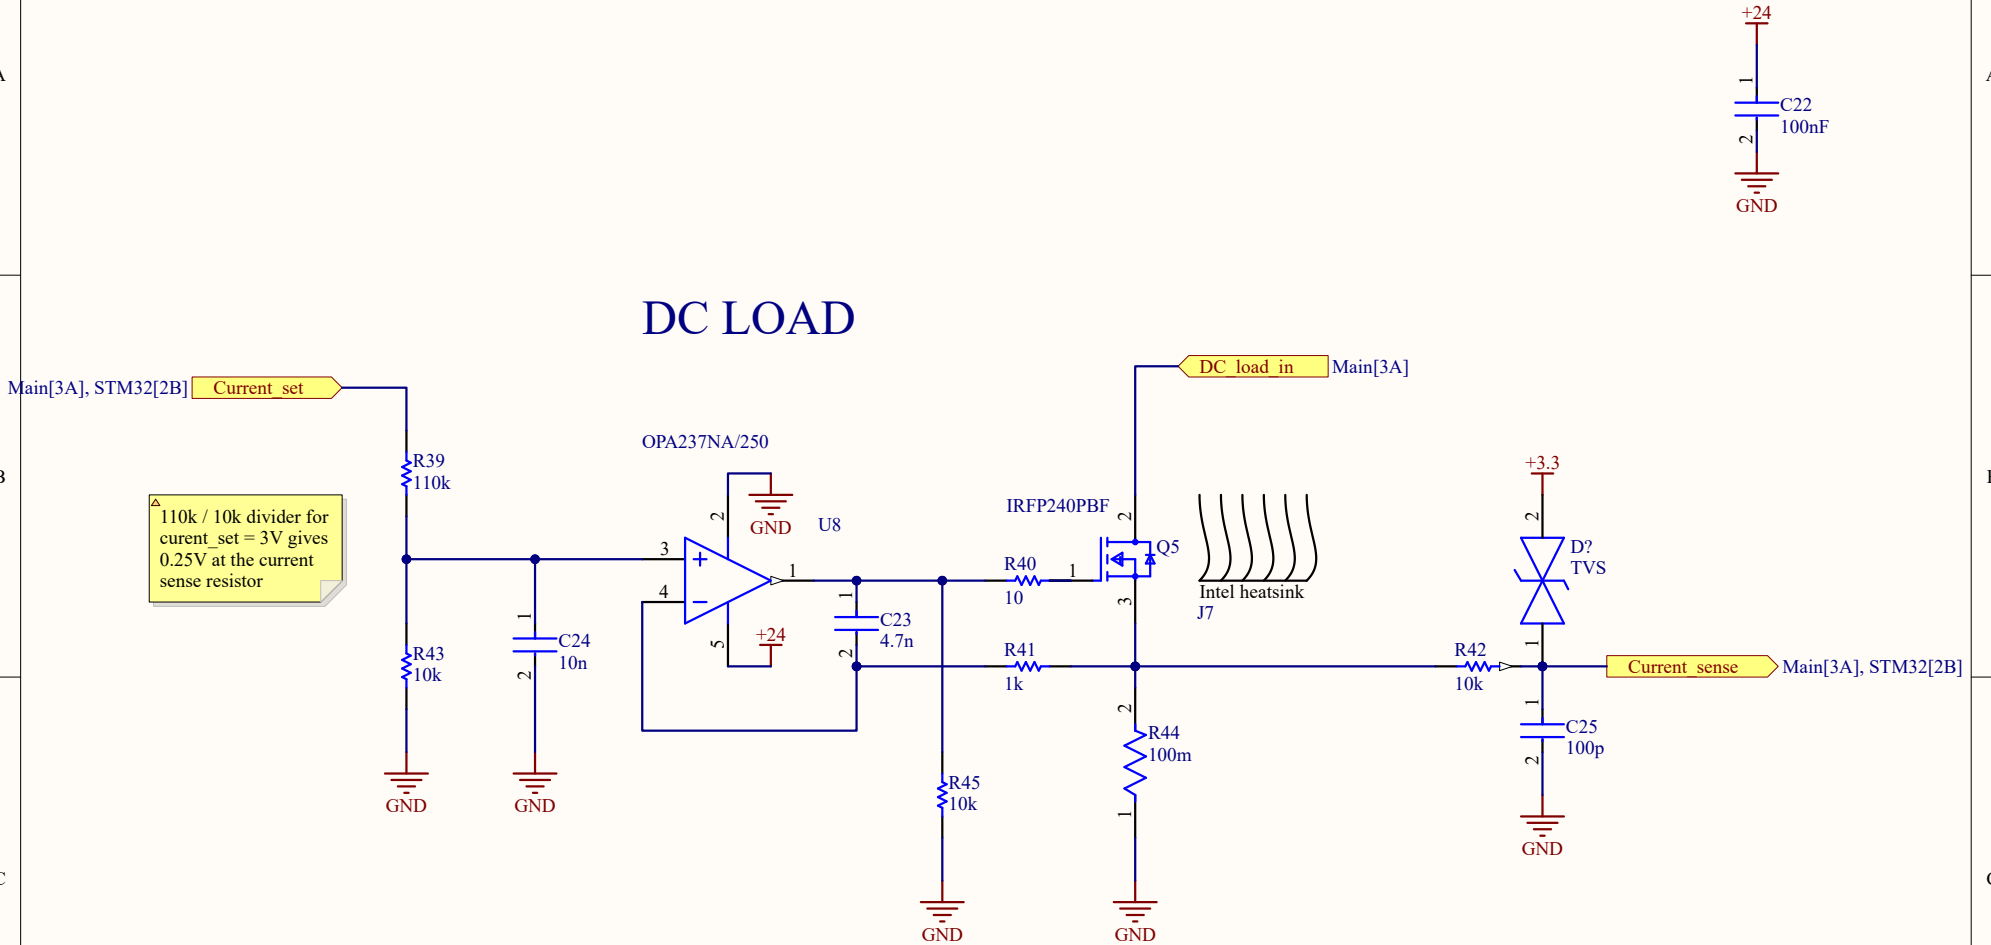 +24
1
C22
100nF
2
GND
A
A
DC LOAD
Main[3A], STM32[2B]
Current_set
DC_load_in
Main[3A]
R39
110k
110k / 10k divider for
curent_set = 3V gives
0.25V at the current
sense resistor
OPA237NA/250
2
GND
U8
3
4
1
5
+24
IRFP240PBF
2
Q5
R40
10
1
3
Intel heatsink
J7
1
C23
4.7n
2
R41
1k
+3.3
2
D?
TVS
1
R42
10k
Current_sense
Main[3A], STM32[2B]
R43
10k
1
C24
10n
2
GND
GND
R45
10k
GND
2
R44
100m
1
GND
1
C25
100p
2
GND
B
C